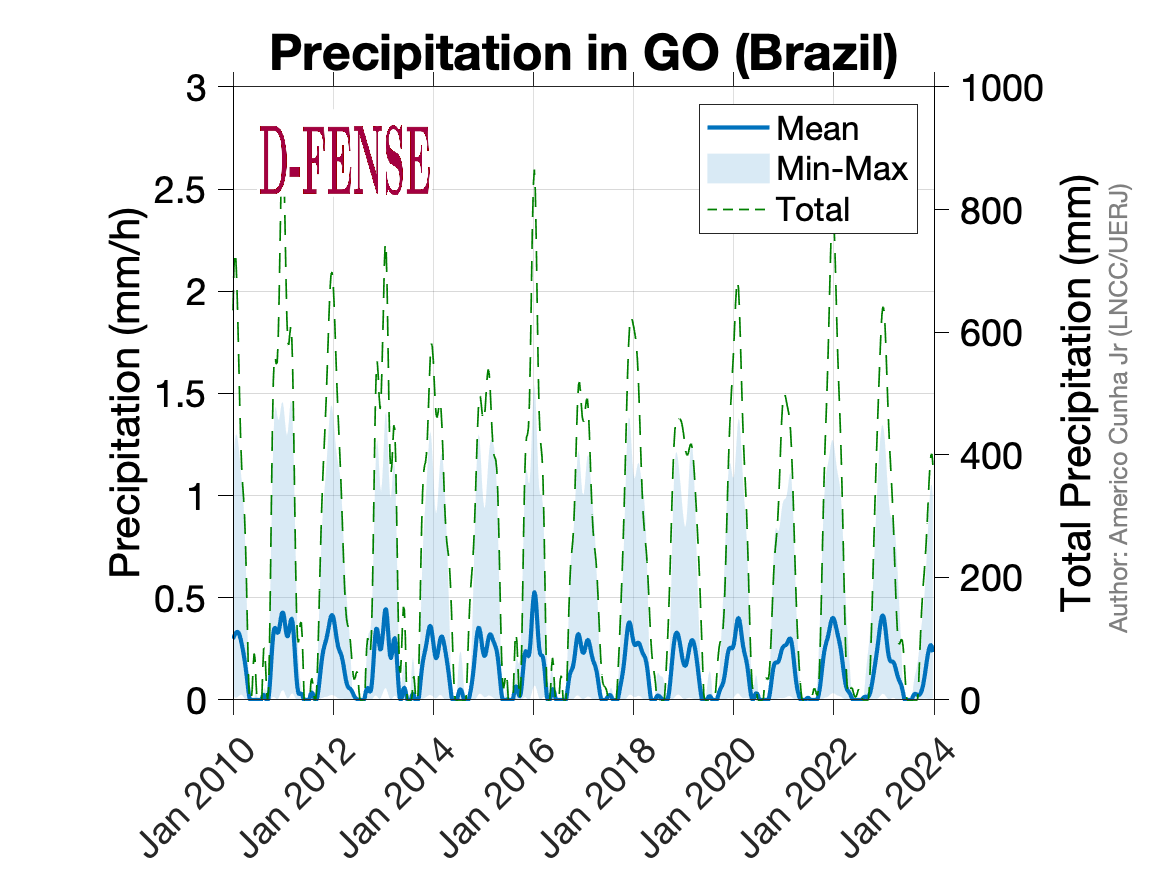 Precipitation in GO (Brazil)
D-FENSE
Mean
Min-Max
Total
Precipitation (mm/h)
3
2.5
2
1.5
1
0.5
0
1000
800
600
400
200
0
Total Precipitation (mm)
Author: Americo Cunha Jr (LNCC/UERJ)
Jan 2010
Jan 2012
Jan 2014
Jan 2016
Jan 2018
Jan 2020
Jan 2022
Jan 2024